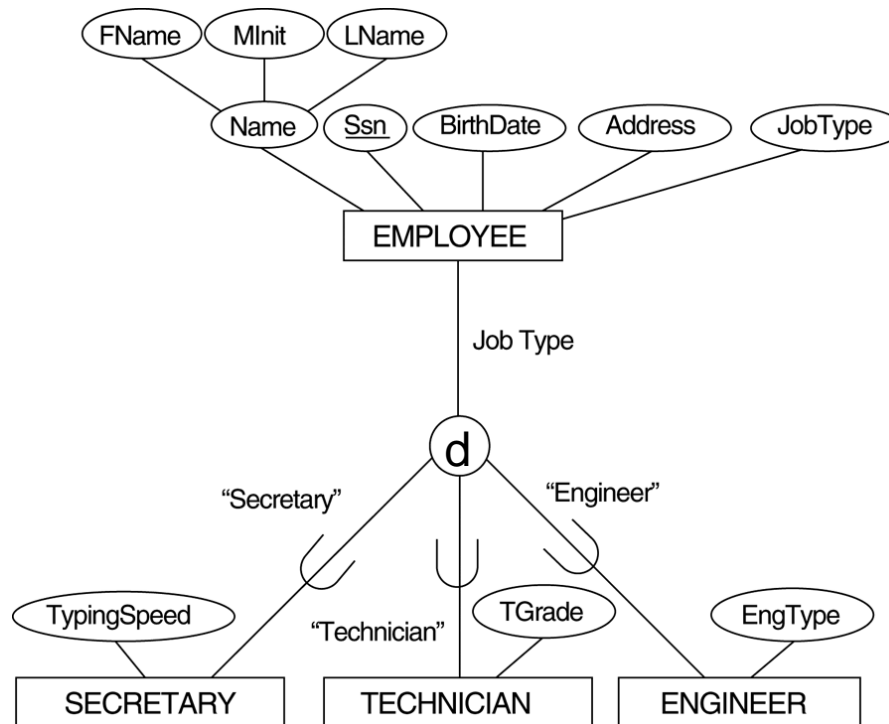 FName MInit LName
Name Ssn BirthDate Address JobType
EMPLOYEE
Job Type
d
“Secretary” “Engineer”
TypingSpeed “Technician” TGrade EngType
SECRETARY TECHNICIAN ENGINEER